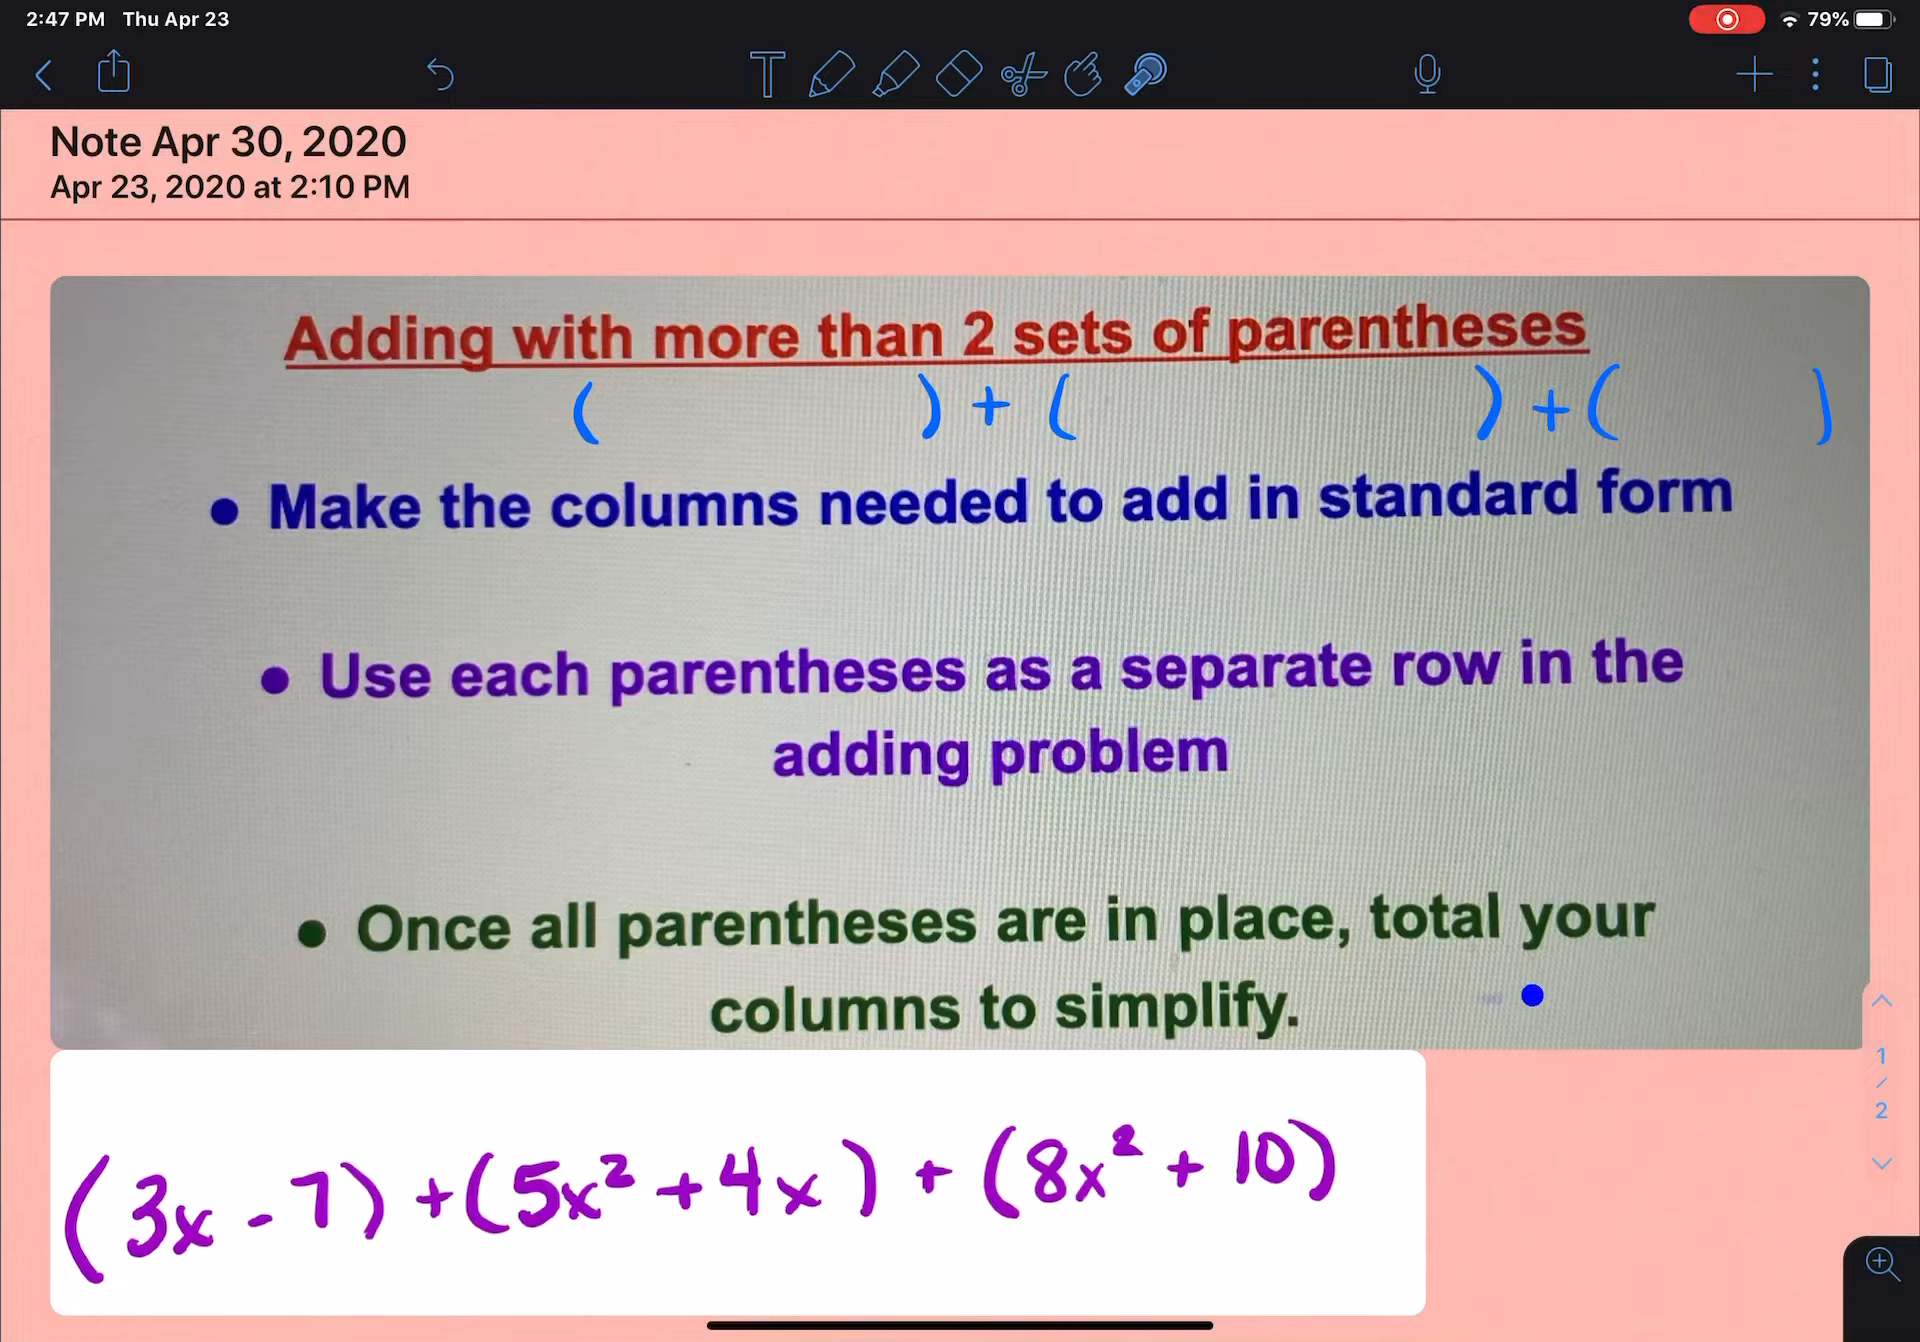 2:47 PM Thu Apr 23
79%
Note Apr 30, 2020
Apr 23, 2020 at 2:10 PM
Adding with more than 2 sets of parentheses
( ) + ( ) + ( )
• Make the columns needed to add in standard form
• Use each parentheses as a separate row in the
adding problem
• Once all parentheses are in place, total your
columns to simplify.
(3x - 7) + (5x² + 4x) + (8x² + 10)
1
/
2